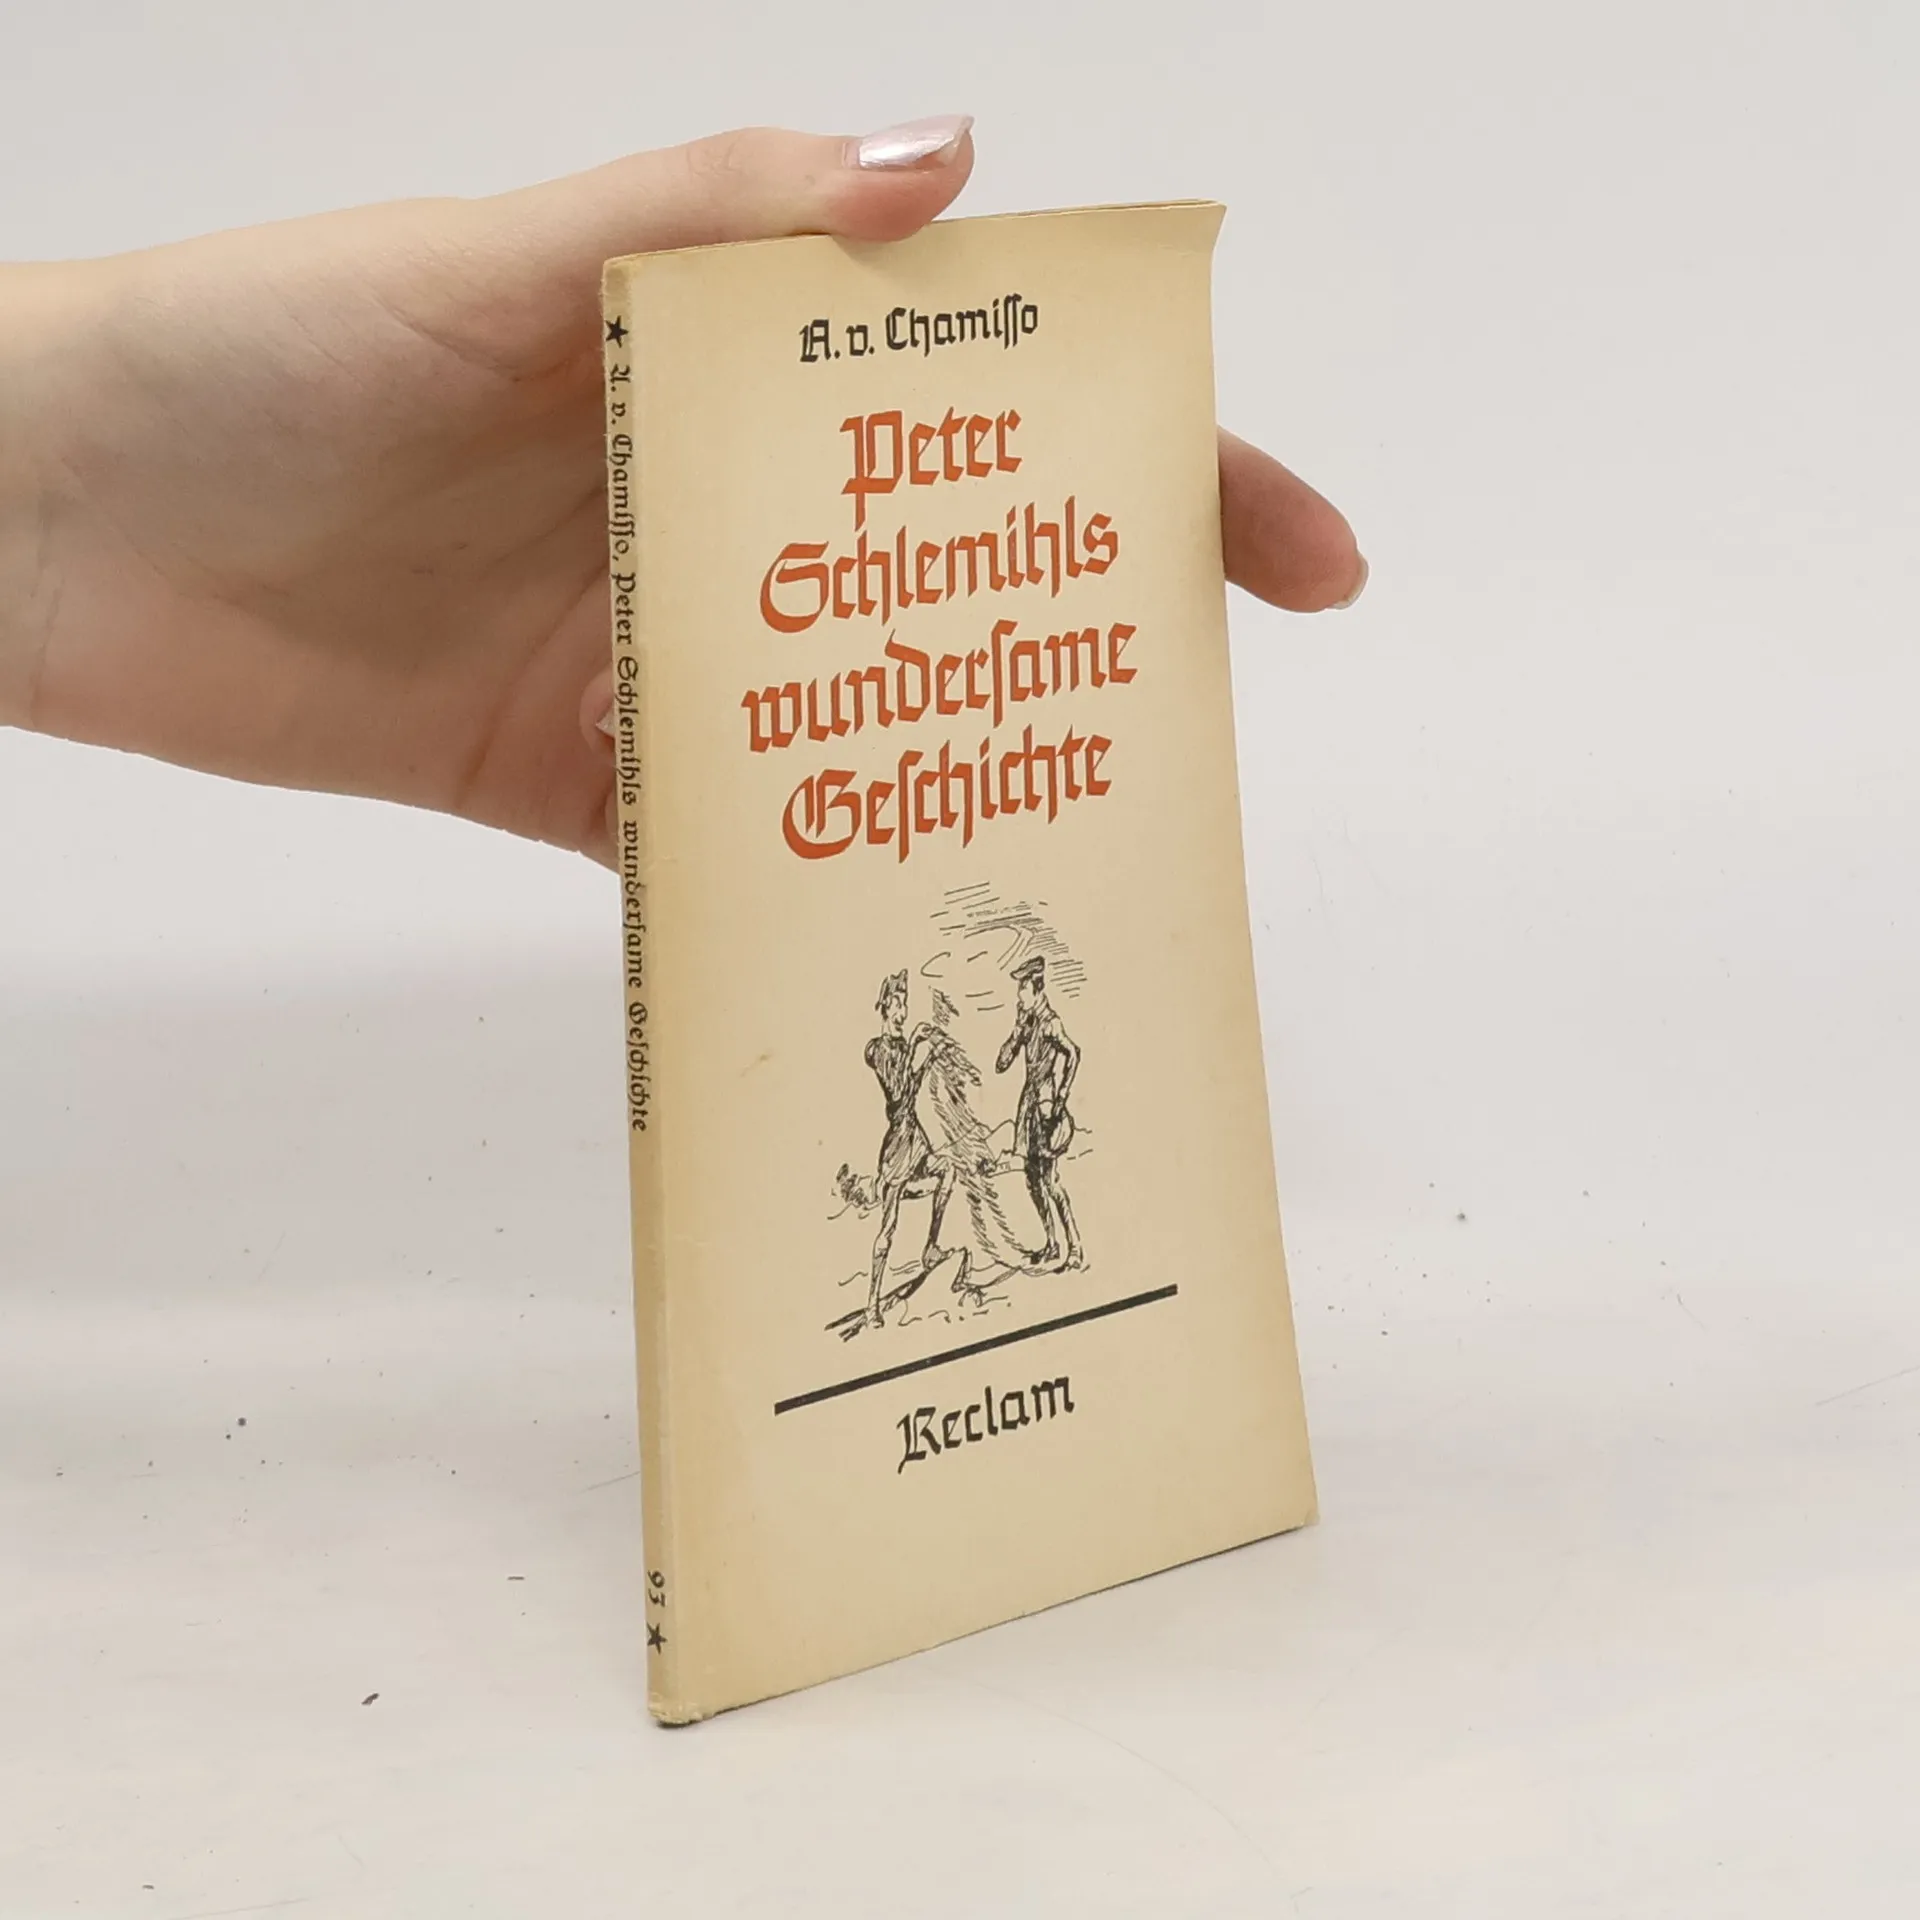 A. v. Chamiſſo
Peter
Schlemihls
wunderſame
Geſchichte
Reclam
★ A. v. Chamiſſo, Peter Schlemihls wunderſame Geſchichte 93 ★